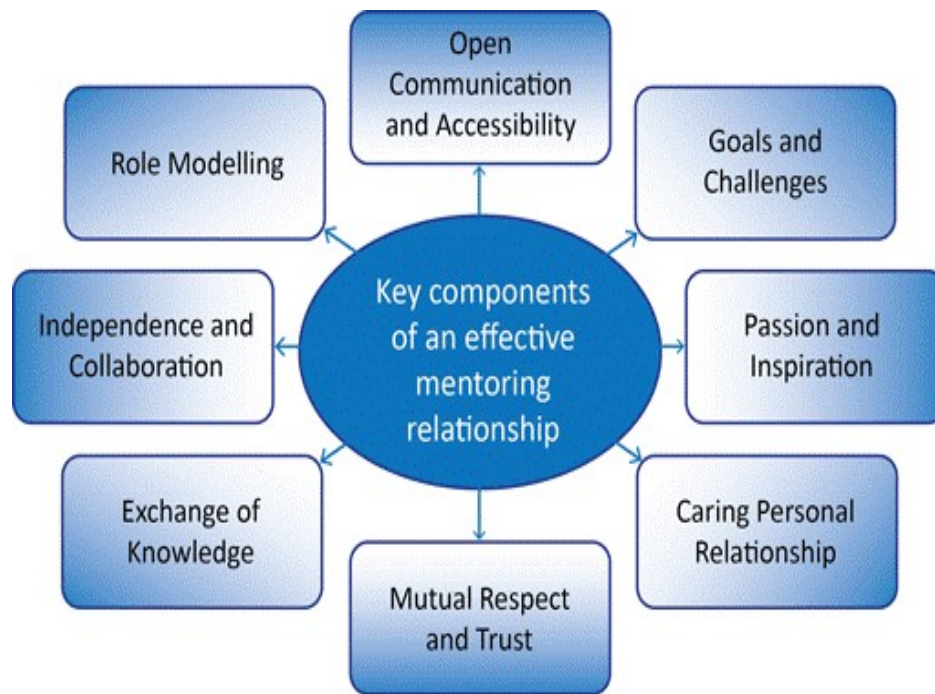 Open
Communication
and Accessibility
Role Modelling
Goals and
Challenges
Key components
of an effective
mentoring
relationship
Independence and
Collaboration
Passion and
Inspiration
Exchange of
Knowledge
Caring Personal
Relationship
Mutual Respect
and Trust